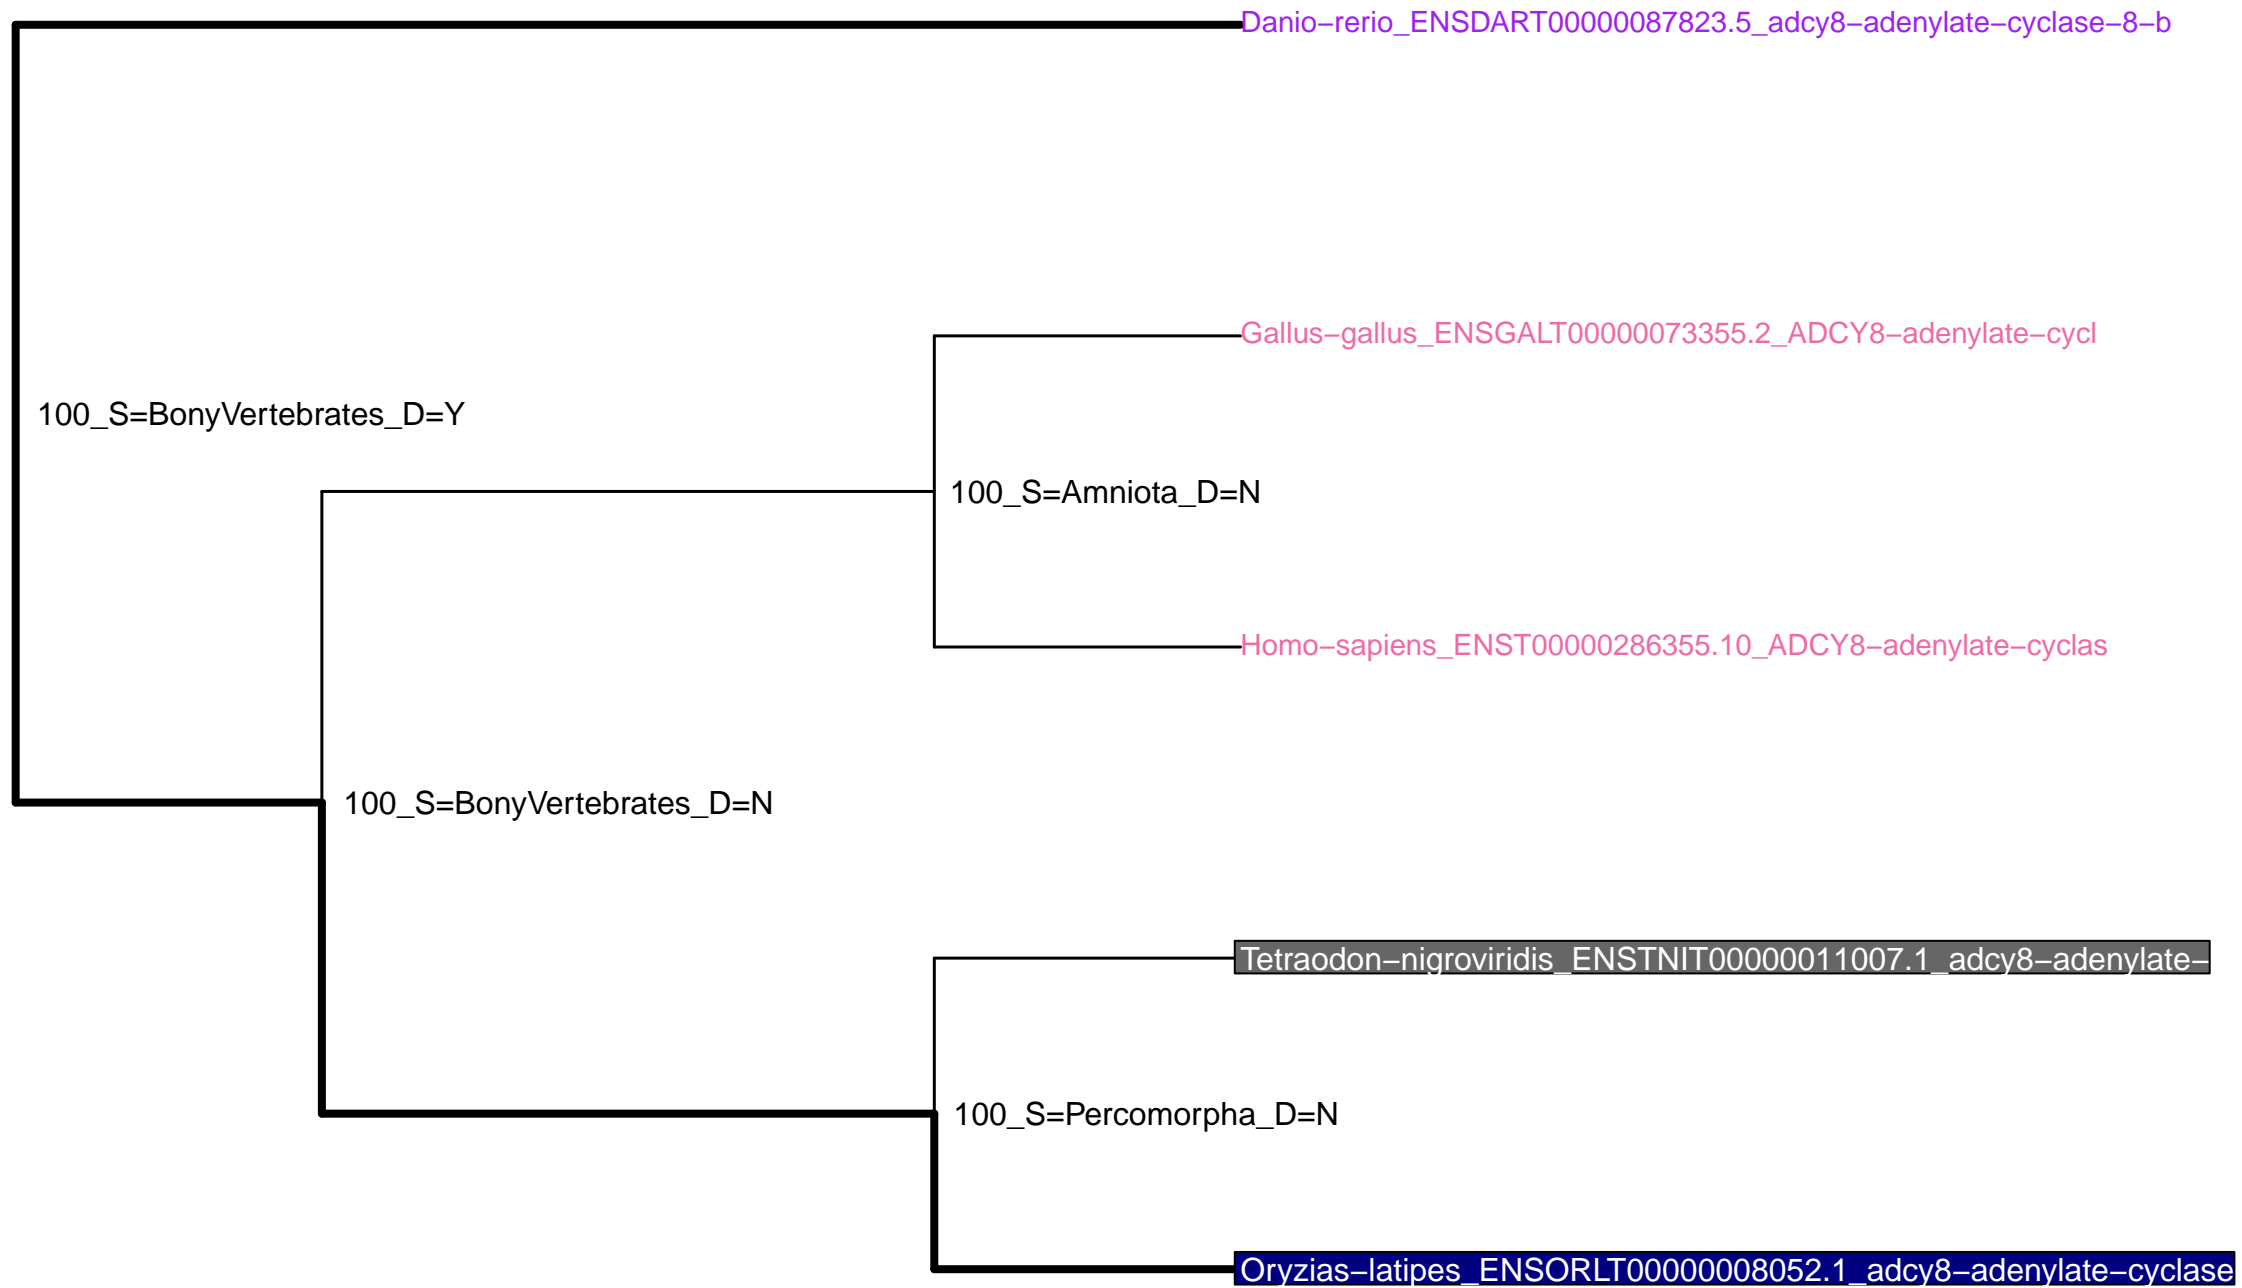 Danio−rerio_ENSDART00000087823.5_adcy8−adenylate−cyclase−8−b
Gallus−gallus_ENSGALT00000073355.2_ADCY8−adenylate−cycl
100_S=BonyVertebrates_D=Y
100_S=Amniota_D=N
Homo−sapiens_ENST00000286355.10_ADCY8−adenylate−cyclas
100_S=BonyVertebrates_D=N
Tetraodon−nigroviridis_ENSTNIT00000011007.1_adcy8−adenylate−
100_S=Percomorpha_D=N
Oryzias−latipes_ENSORLT00000008052.1_adcy8−adenylate−cyclase